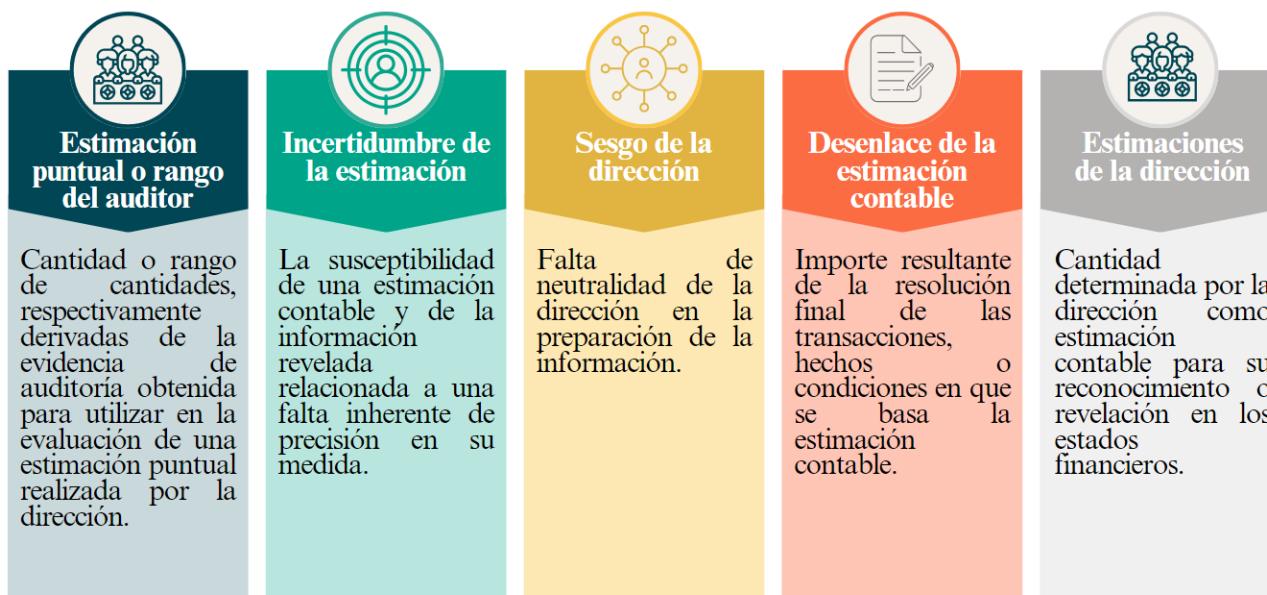 Estimación
puntual o rango
del auditor
Cantidad o rango
de cantidades,
respectivamente
derivadas de la
evidencia de
auditoría obtenida
para utilizar en la
evaluación de una
estimación puntual
realizada por la
dirección.
Incertidumbre de
la estimación
La susceptibilidad
de una estimación
contable y de la
información
revelada
relacionada a una
falta inherente de
precisión en su
medida.
Sesgo de la
dirección
Falta de
neutralidad de la
dirección en la
preparación de la
información.
Desenlace de la
estimación
contable
Importe resultante
de la resolución
final de las
transacciones,
hechos o
condiciones en que
se basa la
estimación
contable.
Estimaciones
de la dirección
Cantidad
determinada por la
dirección como
estimación
contable para su
reconocimiento o
revelación en los
estados
financieros.